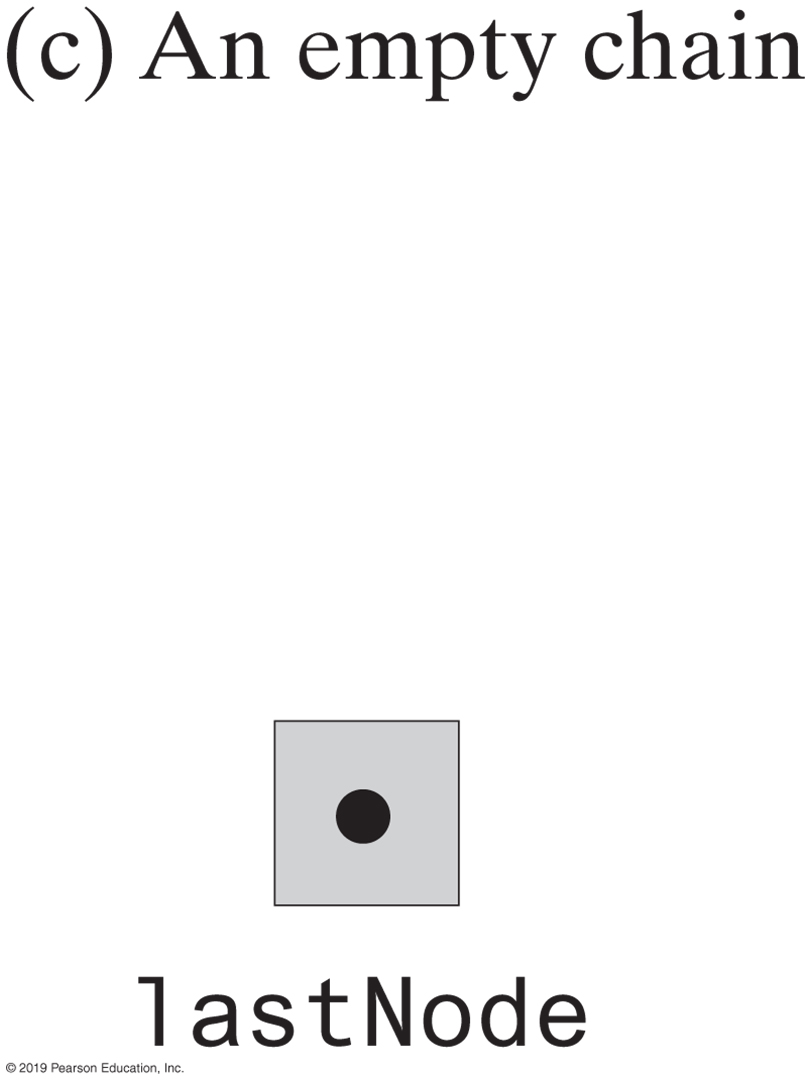 (c) An empty chain
lastNode
© 2019 Pearson Education, Inc.